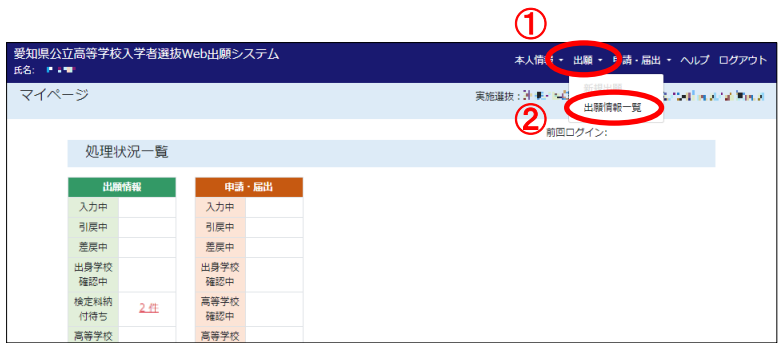 ①
愛知県公立高等学校入学者選抜Web出願システム
氏名:
本人情 出願 申請・届出 ヘルプ ログアウト
マイページ
実施選抜:
新規出願
出願情報一覧
②
前回ログイン:
処理状況一覧
出願情報
入力中
引戻中
差戻中
出身学校
確認中
検定料納
付待ち
2 件
高等学校
申請・届出
入力中
引戻中
差戻中
出身学校
確認中
高等学校
確認中
高等学校